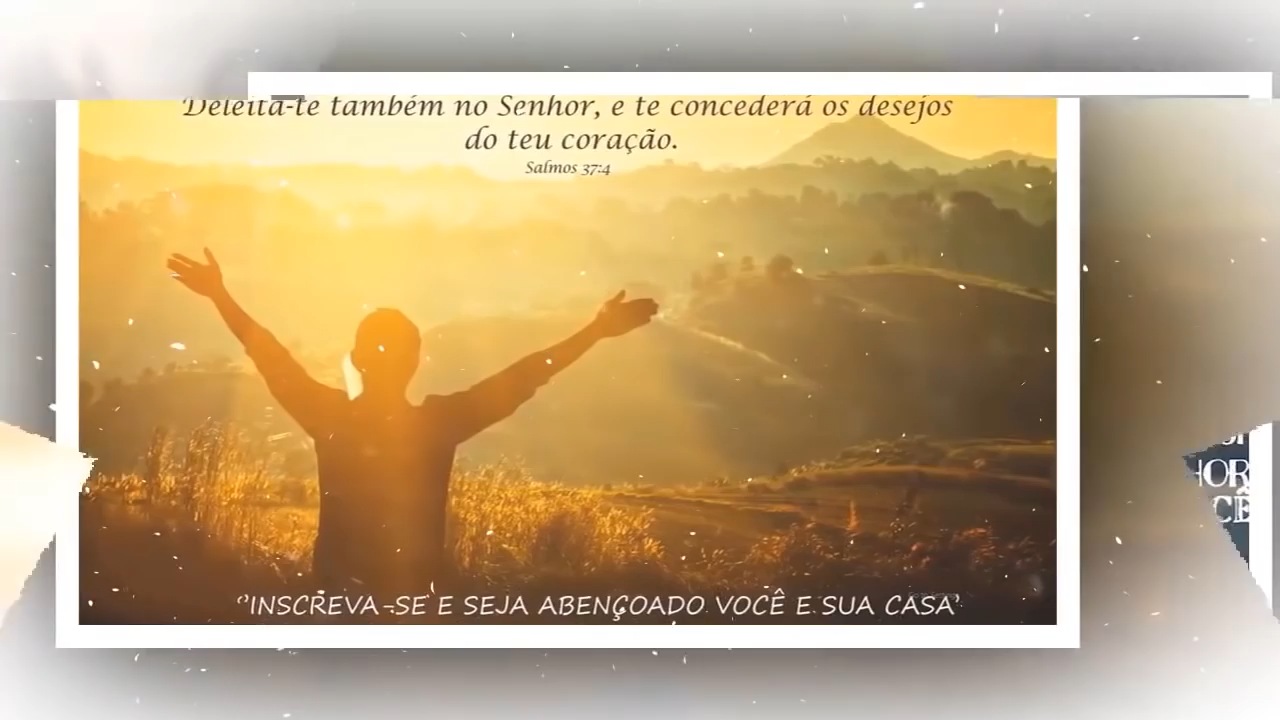 Deleita-te também no Senhor, e te concederá os desejos
do teu coração.
Salmos 37:4
"INSCREVA-SE E SEJA ABENÇOADO VOCÊ E SUA CASA"